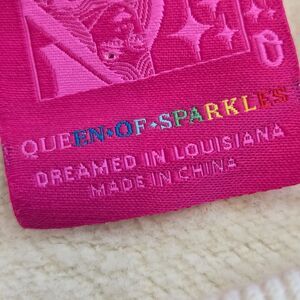 QUEEN•OF•SPARKLES
DREAMED IN LOUISIANA
MADE IN CHINA